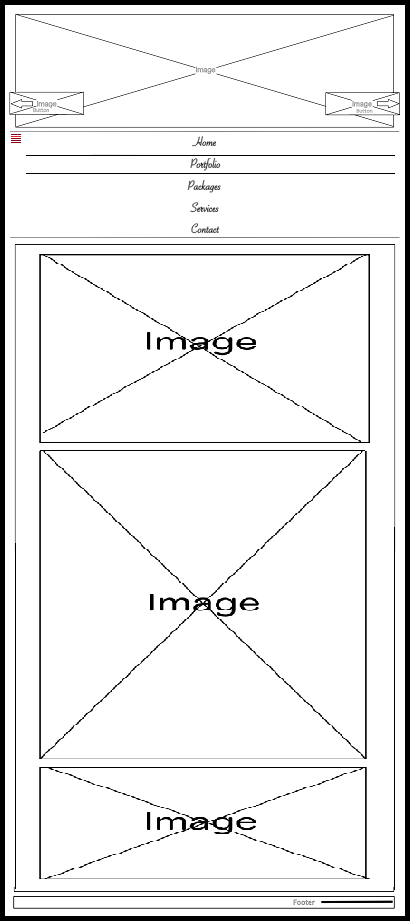 Image
Image
Button
Image
Button
Home
Portfolio
Packages
Services
Contact
Image
Image
Image
Footer